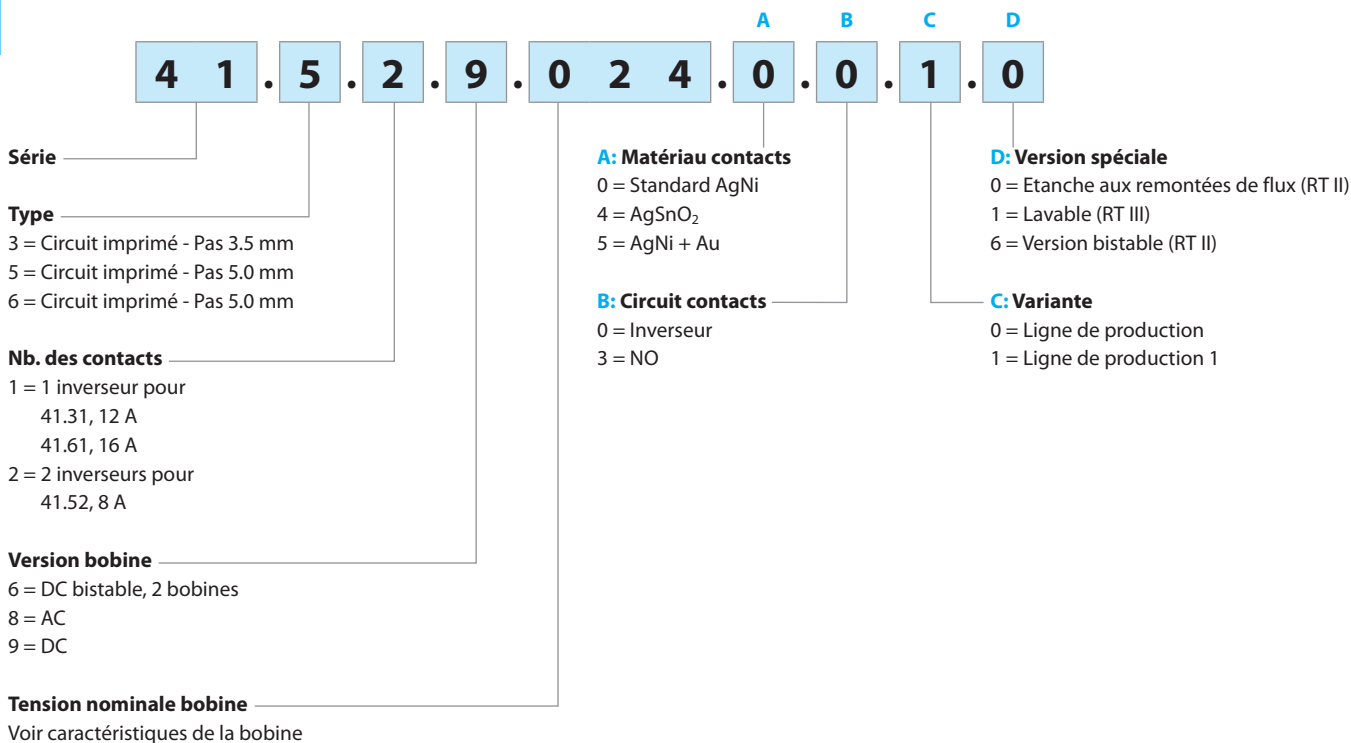 A B C D
4 1 . 5 . 2 . 9 . 0 2 4 . 0 . 0 . 1 . 0
Série
Type
3 = Circuit imprimé - Pas 3.5 mm
5 = Circuit imprimé - Pas 5.0 mm
6 = Circuit imprimé - Pas 5.0 mm
Nb. des contacts
1 = 1 inverseur pour
41.31, 12 A
41.61, 16 A
2 = 2 inverseurs pour
41.52, 8 A
Version bobine
6 = DC bistable, 2 bobines
8 = AC
9 = DC
Tension nominale bobine
Voir caractéristiques de la bobine
A: Matériau contacts
0 = Standard AgNi
4 = AgSnO₂
5 = AgNi + Au
B: Circuit contacts
0 = Inverseur
3 = NO
D: Version spéciale
0 = Etanche aux remontées de flux (RT II)
1 = Lavable (RT III)
6 = Version bistable (RT II)
C: Variante
0 = Ligne de production
1 = Ligne de production 1